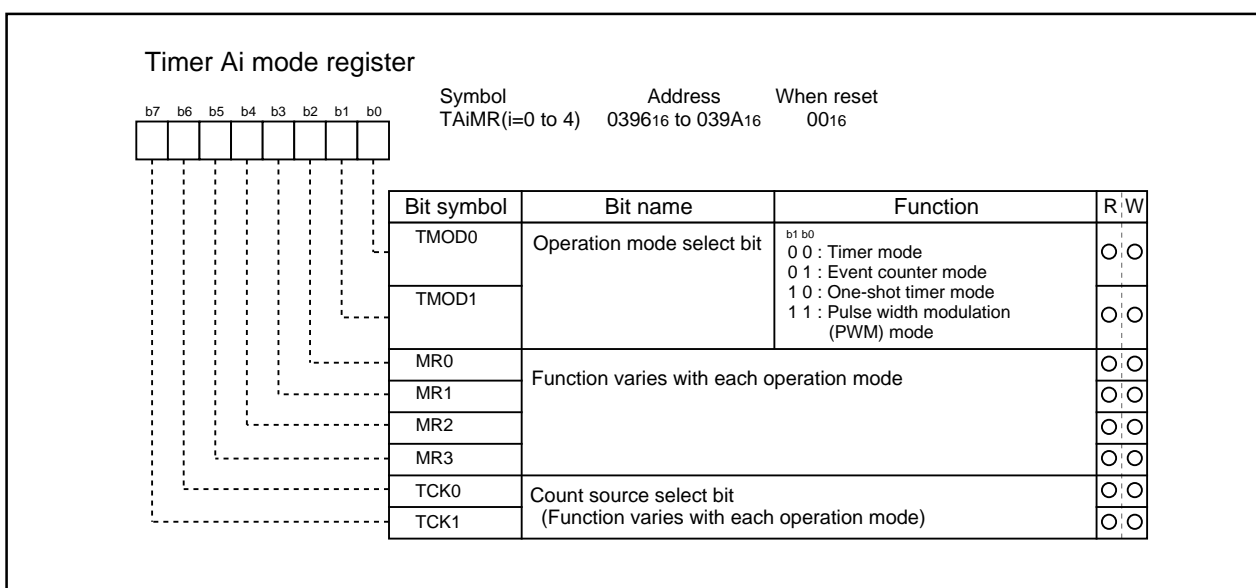 Timer Ai mode register
Symbol Address When reset
TAiMR(i=0 to 4) 039616 to 039A16 0016
b7 b6 b5 b4 b3 b2 b1 b0
Bit symbol Bit name Function R W
TMOD0 Operation mode select bit b1 b0
0 0 : Timer mode
0 1 : Event counter mode
TMOD1 1 0 : One-shot timer mode
1 1 : Pulse width modulation
(PWM) mode
MR0 Function varies with each operation mode
MR1
MR2
MR3
TCK0 Count source select bit
TCK1 (Function varies with each operation mode)